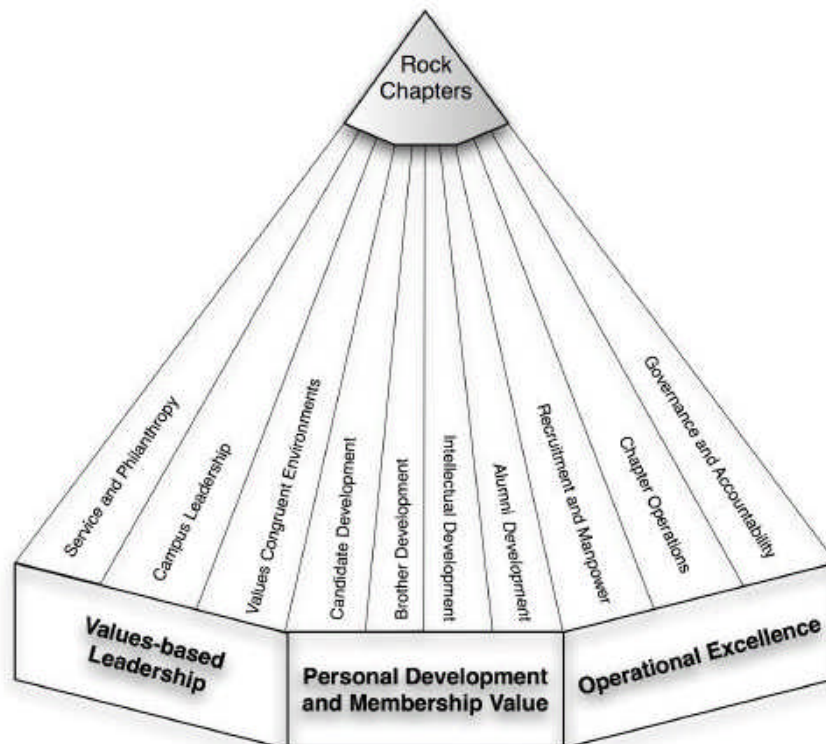 Rock
Chapters
Service and Philanthropy
Campus Leadership
Values Congruent Environments
Candidate Development
Brother Development
Intellectual Development
Alumni Development
Recruitment and Manpower
Chapter Operations
Governance and Accountability
Values-based
Leadership
Personal Development
and Membership Value
Operational Excellence